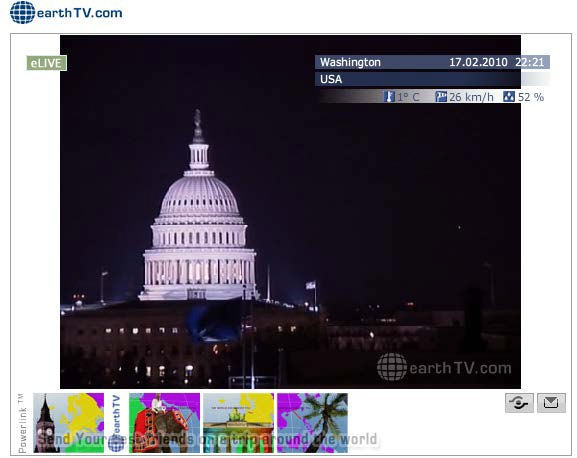 earthTV.com
eLIVE
Washington 17.02.2010 22:21
USA
1° C 26 km/h 52 %
earthTV.com
Powerlink ™
earthTV
Send Your friends on a trip around the world